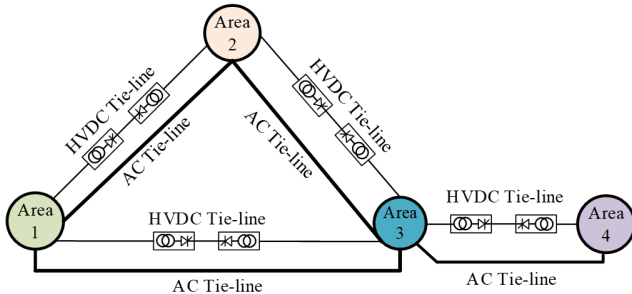 Area
2
HVDC Tie-line
AC Tie-line
HVDC Tie-line
AC Tie-line
Area
1
HVDC Tie-line
AC Tie-line
Area
3
HVDC Tie-line
AC Tie-line
Area
4